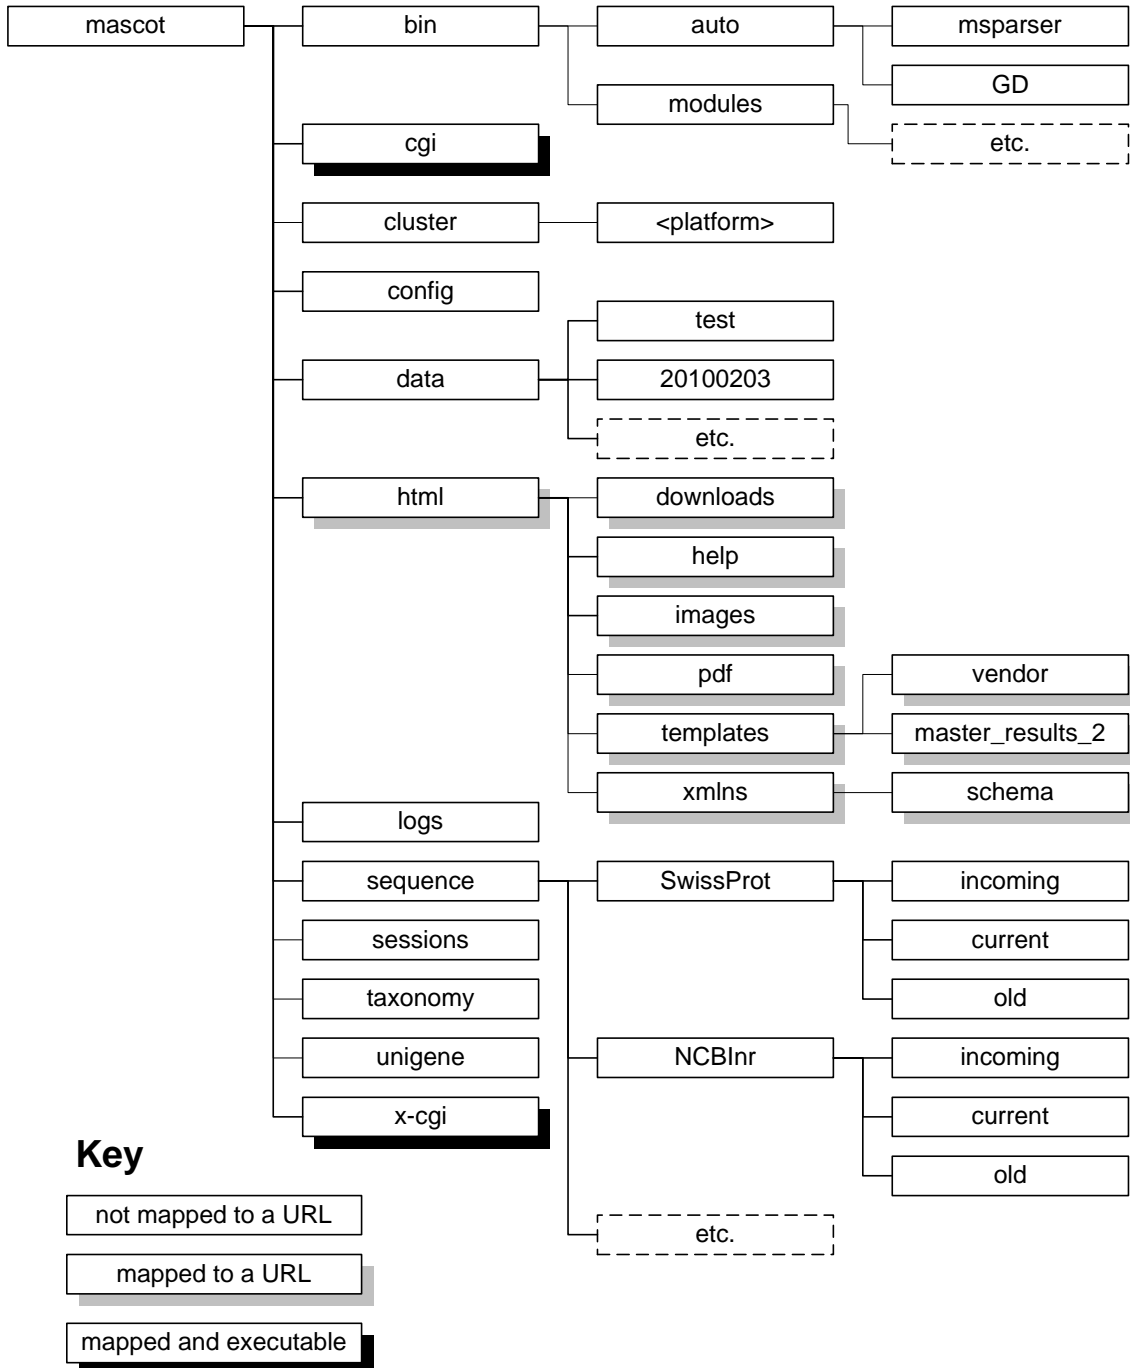 mascot
bin
auto
msparser
GD
modules
etc.
cgi
cluster
<platform>
config
test
data
20100203
etc.
html
downloads
help
images
pdf
vendor
templates
master_results_2
xmlns
schema
logs
sequence
SwissProt
incoming
sessions
current
taxonomy
old
unigene
NCBInr
incoming
x-cgi
current
old
etc.
Key
not mapped to a URL
mapped to a URL
mapped and executable